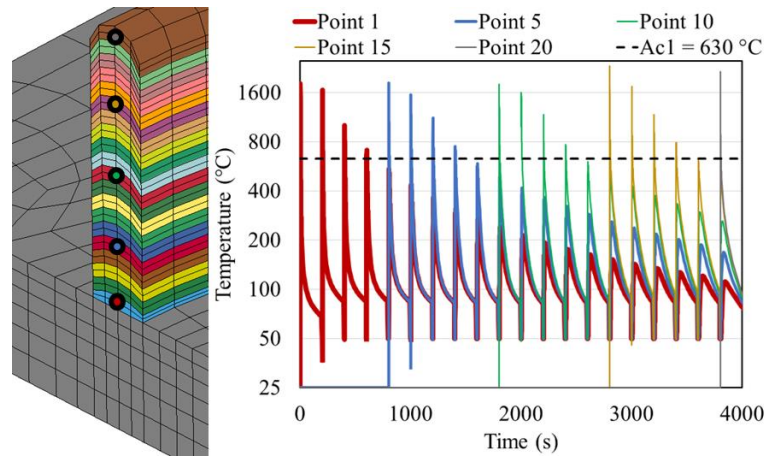 Point 1 Point 5 Point 10
Point 15 Point 20 Ac1 = 630 °C
Temperature (°C)
1600
800
400
200
100
50
25
0 1000 2000 3000 4000
Time (s)